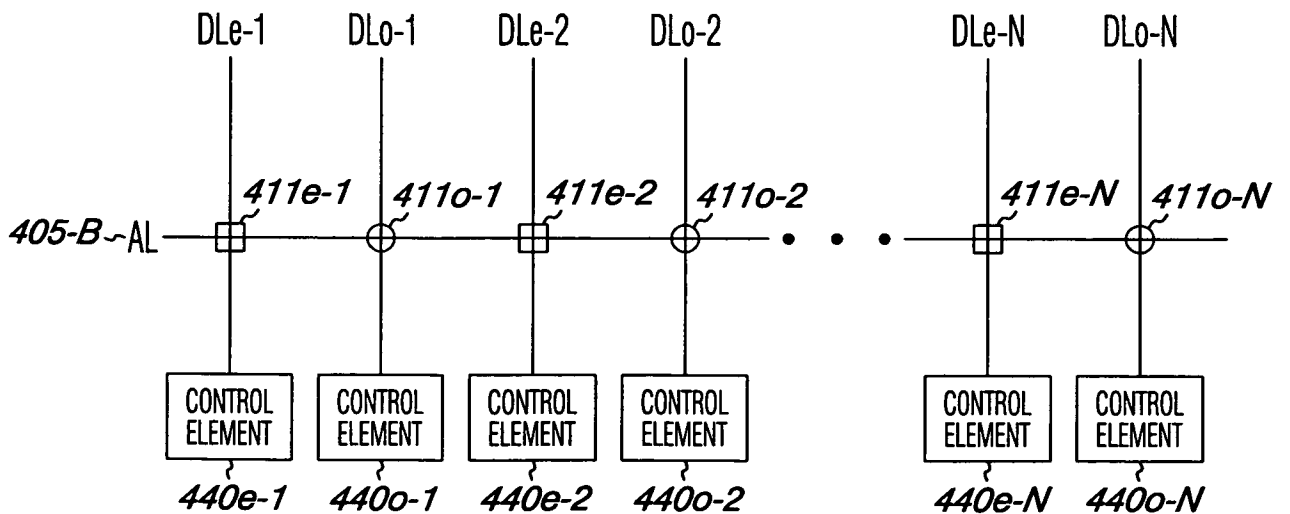 DLe-1 DLo-1 DLe-2 DLo-2 DLe-N DLo-N
411e-1 411o-1 411e-2 411o-2 411e-N 411o-N
405-B AL
CONTROL ELEMENT
CONTROL ELEMENT
CONTROL ELEMENT
CONTROL ELEMENT
CONTROL ELEMENT
CONTROL ELEMENT
440e-1 440o-1 440e-2 440o-2 440e-N 440o-N